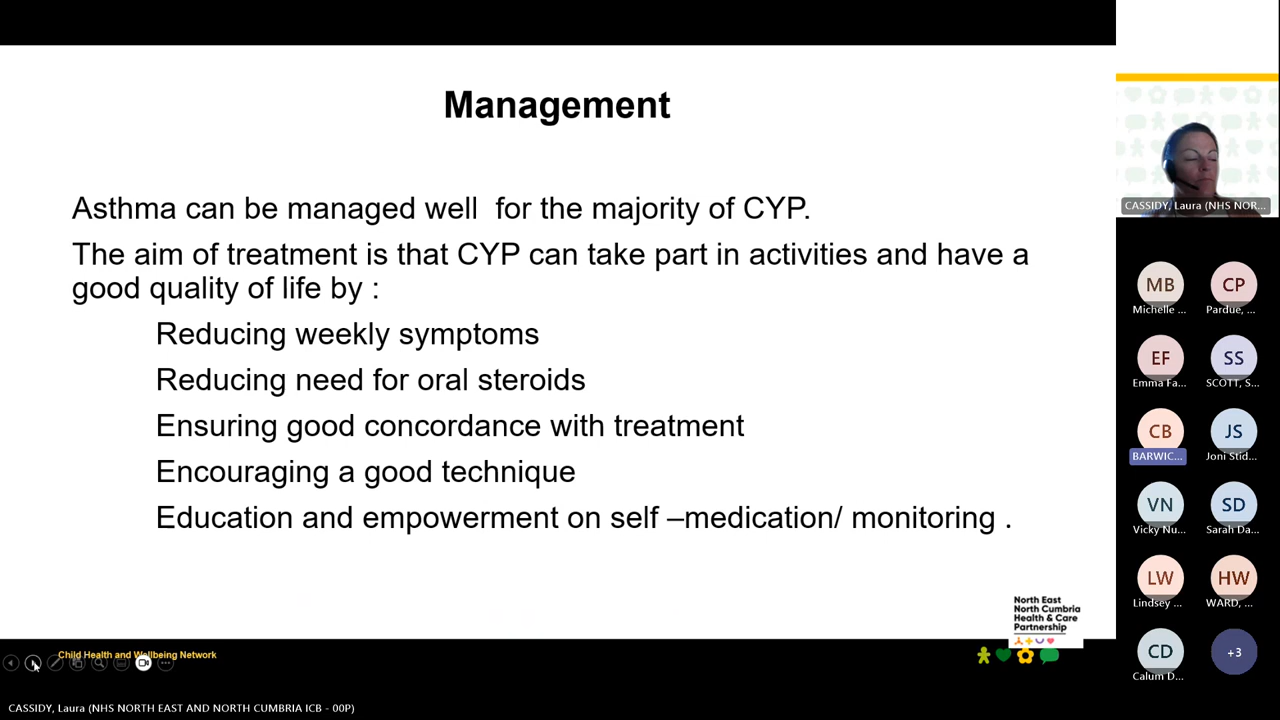 Management
Asthma can be managed well  for the majority of CYP.
The aim of treatment is that CYP can take part in activities and have a
good quality of life by :
Reducing weekly symptoms
Reducing need for oral steroids
Ensuring good concordance with treatment
Encouraging a good technique
Education and empowerment on self –medication/ monitoring .
North East
North Cumbria
Health & Care
Partnership
Child Health and Wellbeing Network
CASSIDY, Laura (NHS NORTH EAST AND NORTH CUMBRIA ICB - 00P)
CASSIDY, Laura (NHS NOR...
MB CP
Michelle ... Pardue, ...
EF SS
Emma Fa... SCOTT, S...
CB JS
BARWIC... Joni Stid...
VN SD
Vicky Nu... Sarah Da...
LW HW
Lindsey ... WARD, ...
CD +3
Calum D...